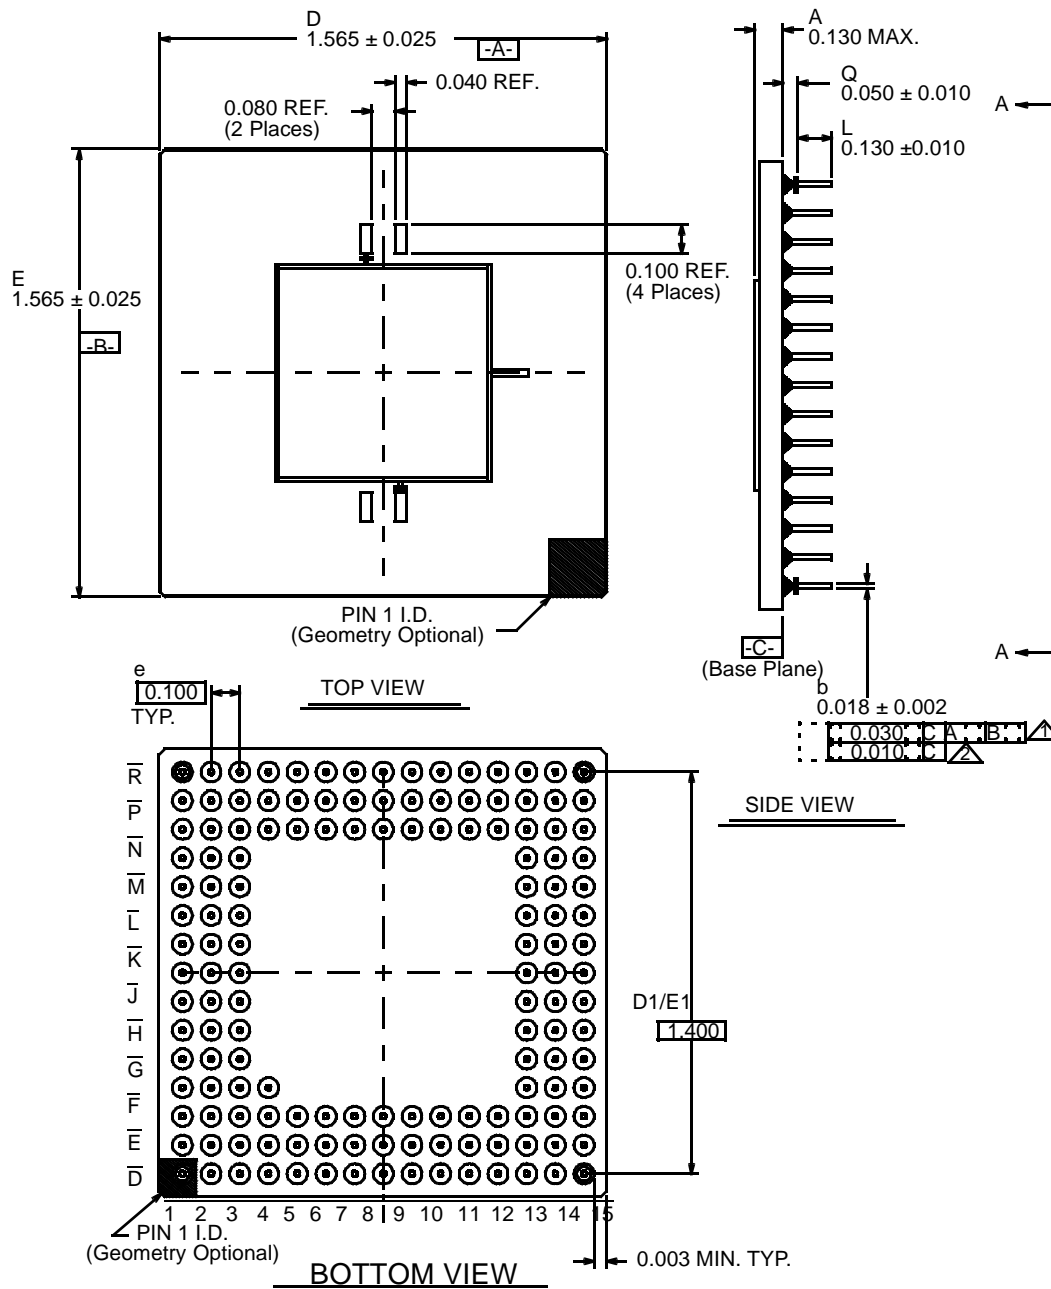 D
1.565 ± 0.025
-A-
0.040 REF.
0.080 REF.
(2 Places)
E
1.565 ± 0.025
-B-
0.100 REF.
(4 Places)
PIN 1 I.D.
(Geometry Optional)
TOP VIEW
A
0.130 MAX.
Q
0.050 ± 0.010
A
L
0.130 ±0.010
-C-
(Base Plane)
A
b
0.018 ± 0.002
0.030 C A B 1
0.010 C 2
SIDE VIEW
e
0.100
TYP.
R
P
N
M
L
K
J
H
G
F
E
D
D1/E1
1.400
1 2 3 4 5 6 7 8 9 10 11 12 13 14 15
PIN 1 I.D.
(Geometry Optional)
0.003 MIN. TYP.
BOTTOM VIEW